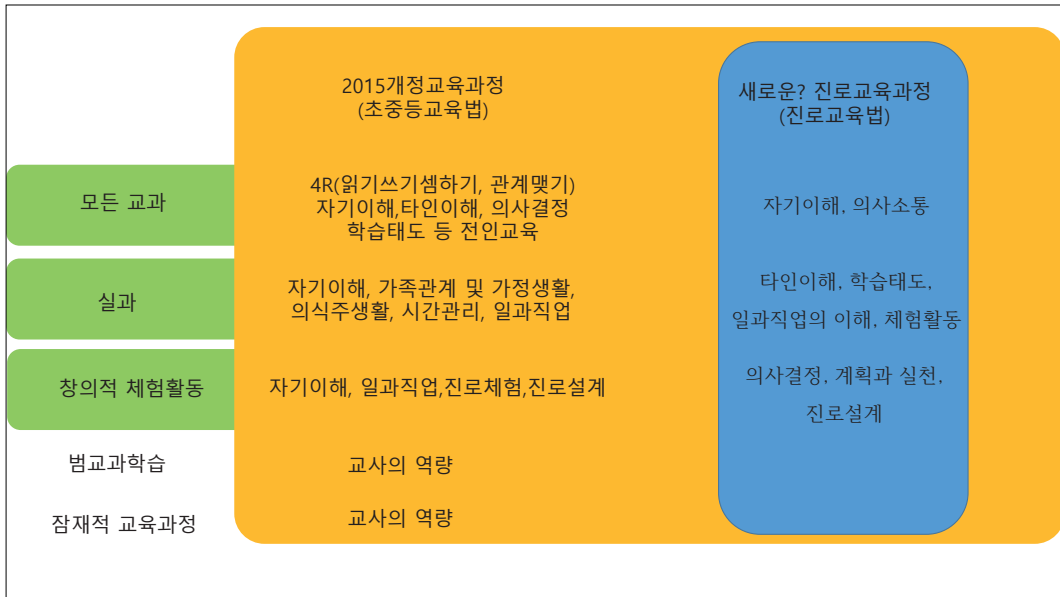 2015개정교육과정
(초중등교육법)
새로운? 진로교육과정
(진로교육법)
모든 교과
4R(읽기쓰기셈하기, 관계맺기)
자기이해,타인이해, 의사결정
학습태도 등 전인교육
자기이해, 의사소통
실과
자기이해, 가족관계 및 가정생활,
의식주생활, 시간관리, 일과직업
타인이해, 학습태도,
일과직업의 이해, 체험활동
창의적 체험활동
자기이해, 일과직업,진로체험,진로설계
의사결정, 계획과 실천,
진로설계
범교과학습
교사의 역량
잠재적 교육과정
교사의 역량